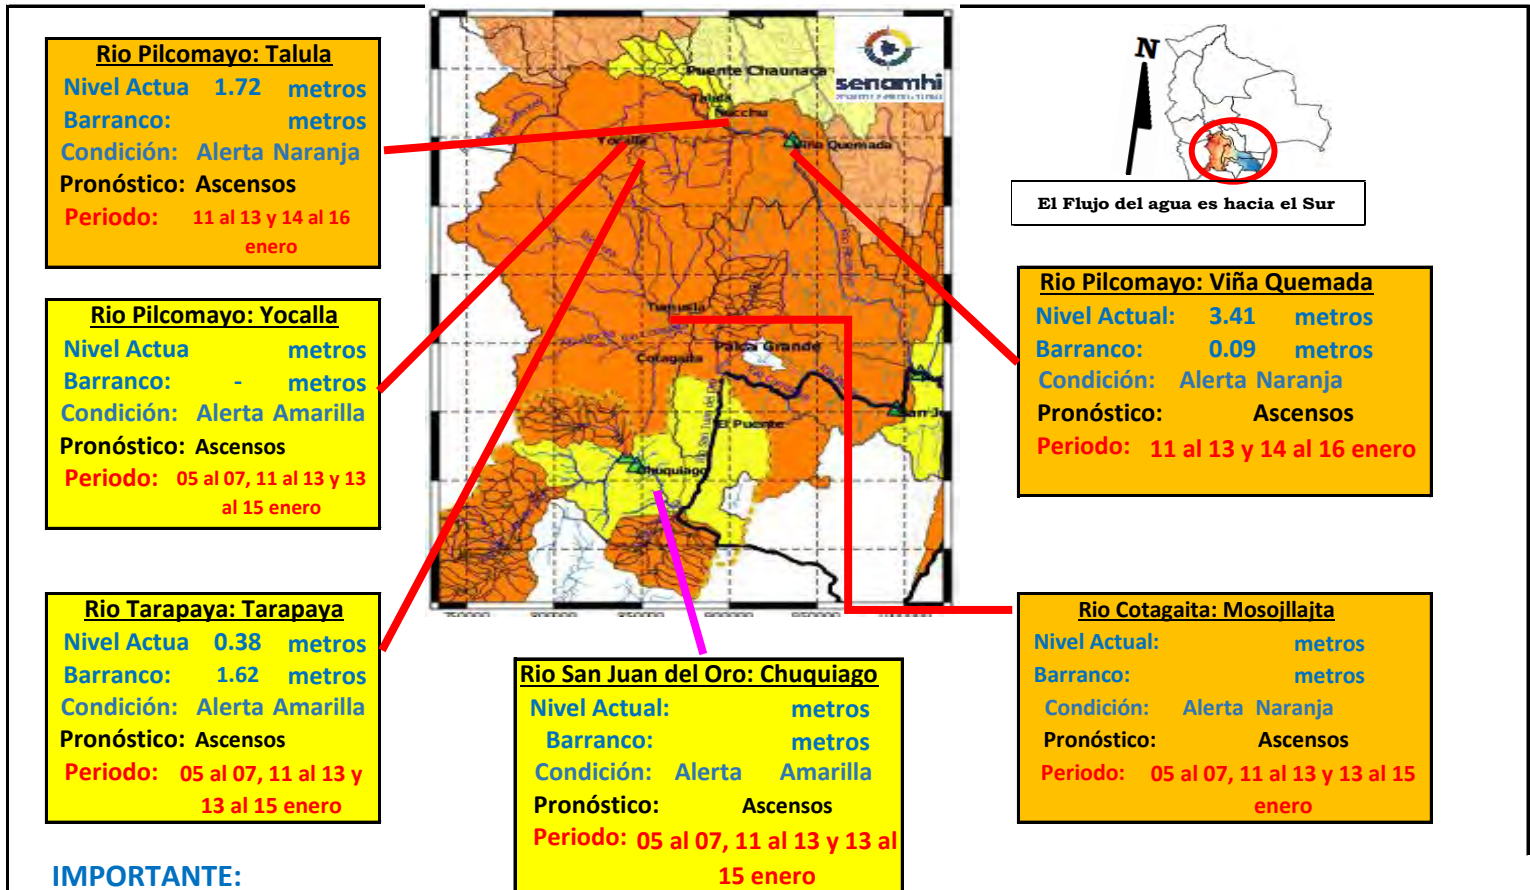 Rio Pilcomayo: Talula
Nivel Actua 1.72 metros
Barranco: metros
Condición: Alerta Naranja
Pronóstico: Ascensos
Periodo: 11 al 13 y 14 al 16
enero
Rio Pilcomayo: Yocalla
Nivel Actua metros
Barranco: - metros
Condición: Alerta Amarilla
Pronóstico: Ascensos
Periodo: 05 al 07, 11 al 13 y 13
al 15 enero
Rio Tarapaya: Tarapaya
Nivel Actua 0.38 metros
Barranco: 1.62 metros
Condición: Alerta Amarilla
Pronóstico: Ascensos
Periodo: 05 al 07, 11 al 13 y
13 al 15 enero
IMPORTANTE:
senamhi
Puente Chaunaca
Talula
Yocalla
Viña Quemada
Tumusla
Palca Grande
Cotagaita
El Puente
Chuquiago
Rio San Juan del Oro
Rio San Juan del Oro: Chuquiago
Nivel Actual: metros
Barranco: metros
Condición: Alerta Amarilla
Pronóstico: Ascensos
Periodo: 05 al 07, 11 al 13 y 13 al
15 enero
N
El Flujo del agua es hacia el Sur
Rio Pilcomayo: Viña Quemada
Nivel Actual: 3.41 metros
Barranco: 0.09 metros
Condición: Alerta Naranja
Pronóstico: Ascensos
Periodo: 11 al 13 y 14 al 16 enero
Rio Cotagaita: Mosojllajta
Nivel Actual: metros
Barranco: metros
Condición: Alerta Naranja
Pronóstico: Ascensos
Periodo: 05 al 07, 11 al 13 y 13 al 15
enero